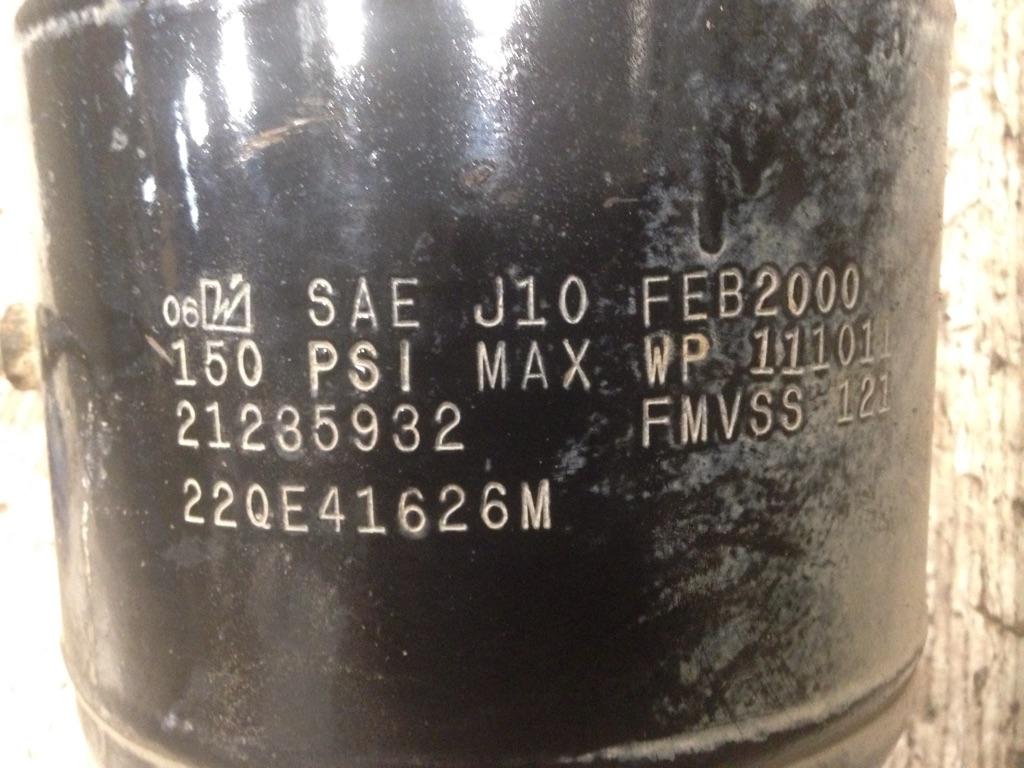 06 W SAE J10 FEB2000
150 PSI MAX WP 111011
21235932 FMVSS 121
22QE41626M